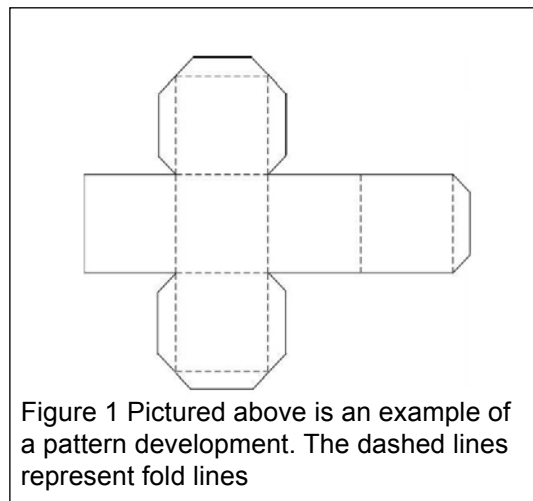 Figure 1 Pictured above is an example of
a pattern development. The dashed lines
represent fold lines